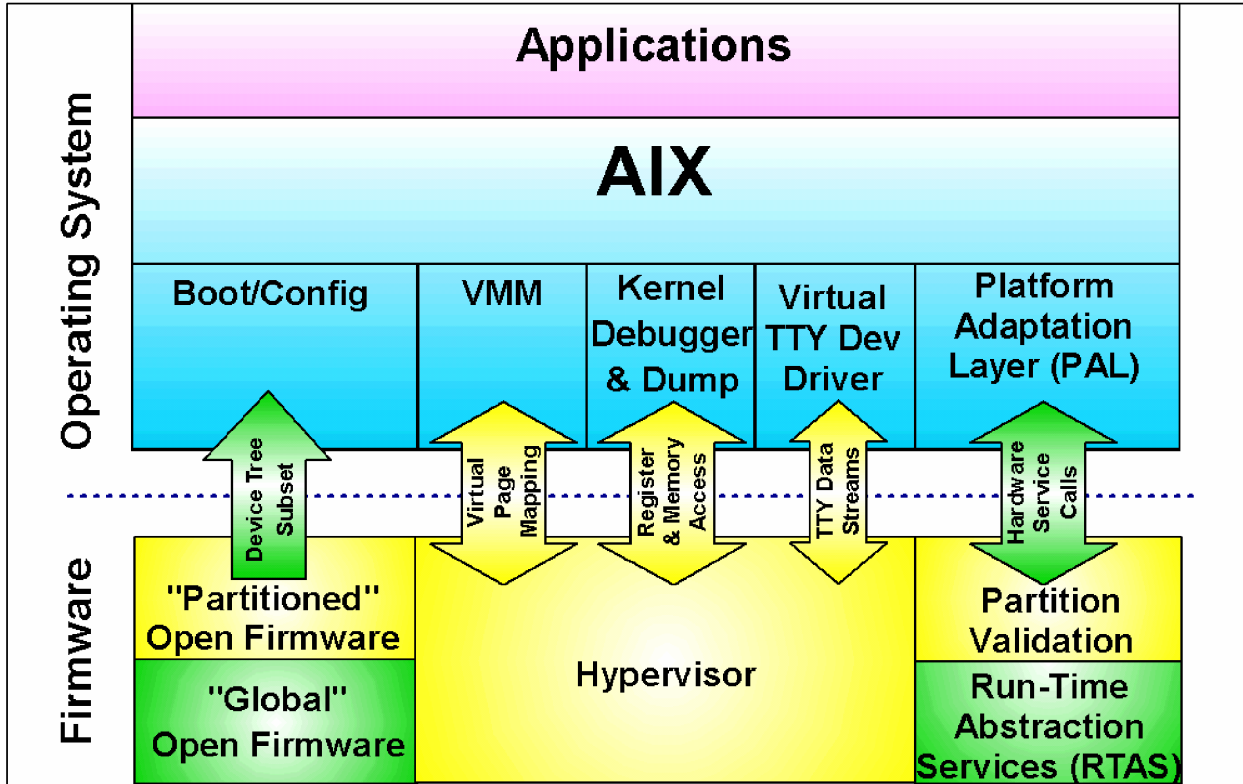 Applications
AIX
Operating System
Boot/Config
VMM
Kernel
Debugger
& Dump
Virtual
TTY Dev
Driver
Platform
Adaptation
Layer (PAL)
Device Tree
Subset
Virtual
Page
Mapping
Register
& Memory
Access
TTY Data
Streams
Hardware
Service
Calls
Firmware
"Partitioned"
Open Firmware
"Global"
Open Firmware
Hypervisor
Partition
Validation
Run-Time
Abstraction
Services (RTAS)